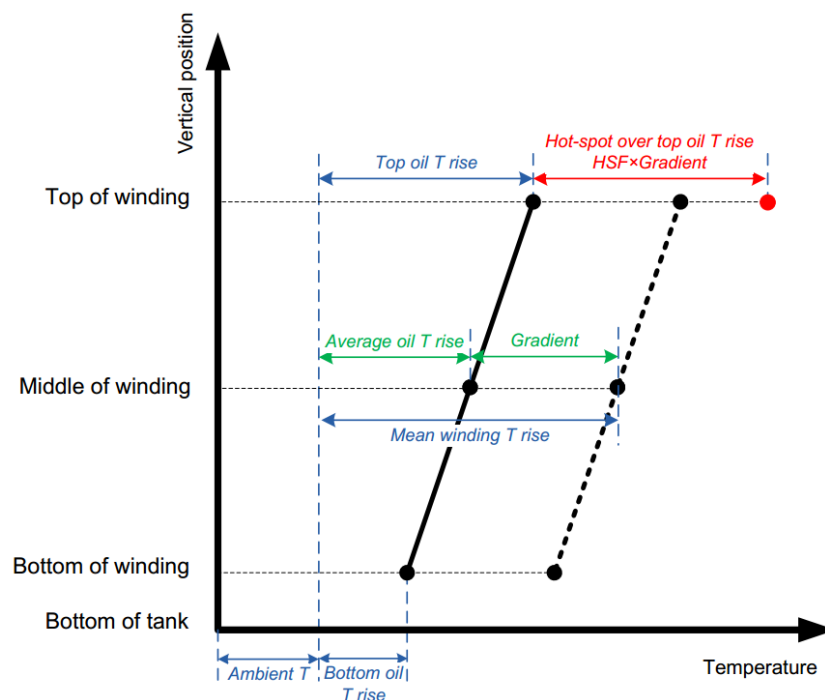 Vertical position
Hot-spot over top oil T rise
HSF×Gradient
Top oil T rise
Top of winding
Average oil T rise
Gradient
Middle of winding
Mean winding T rise
Bottom of winding
Bottom of tank
Ambient T
Bottom oil
T rise
Temperature